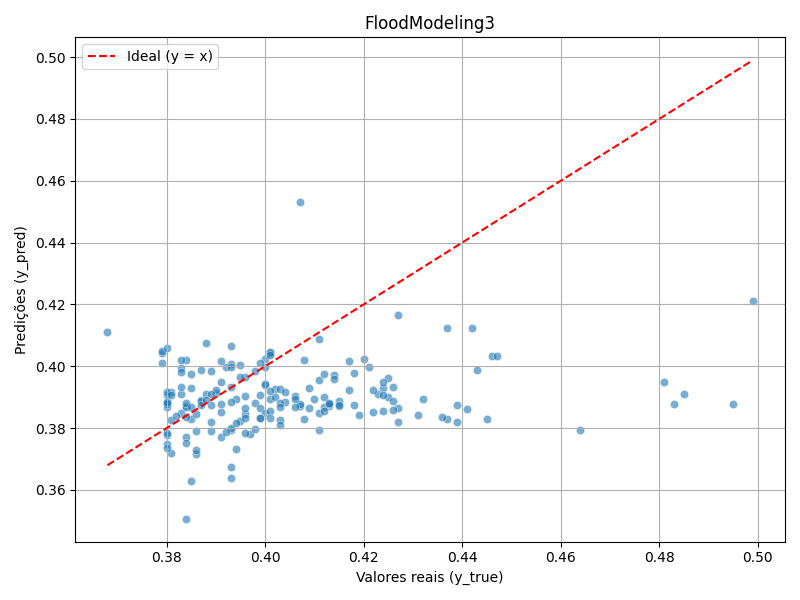 FloodModeling3
Ideal (y = x)
Predições (y_pred)
0.50
0.48
0.46
0.44
0.42
0.40
0.38
0.36
0.38 0.40 0.42 0.44 0.46 0.48 0.50
Valores reais (y_true)